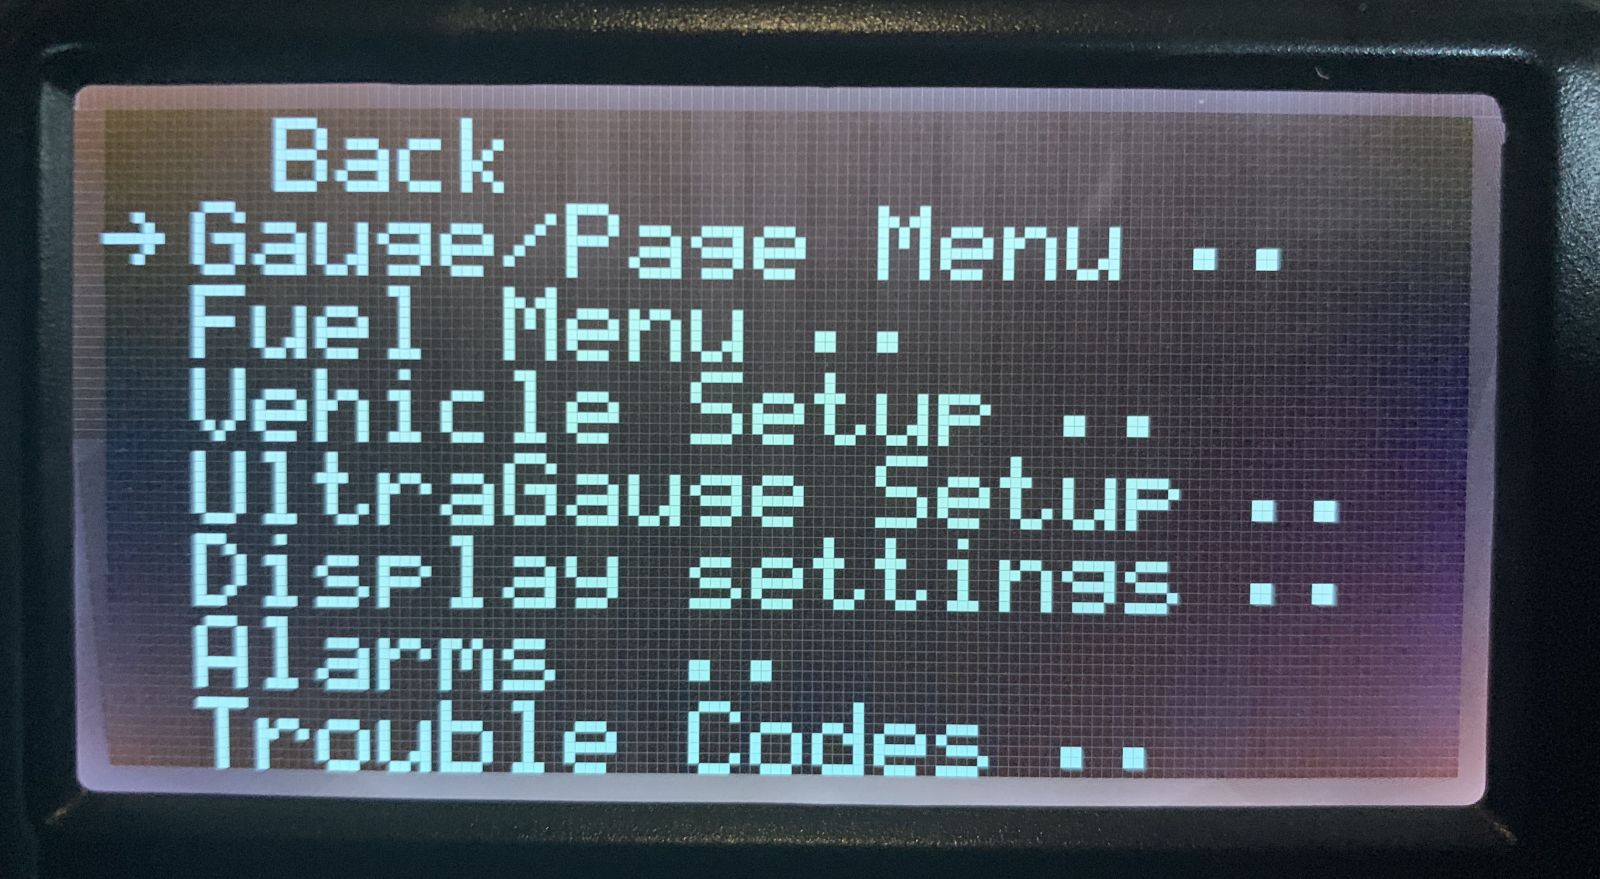 Back
→Gauge/Page Menu ..
Fuel Menu ..
Vehicle Setup ..
UltraGauge Setup ..
Display settings ..
Alarms ..
Trouble Codes ..